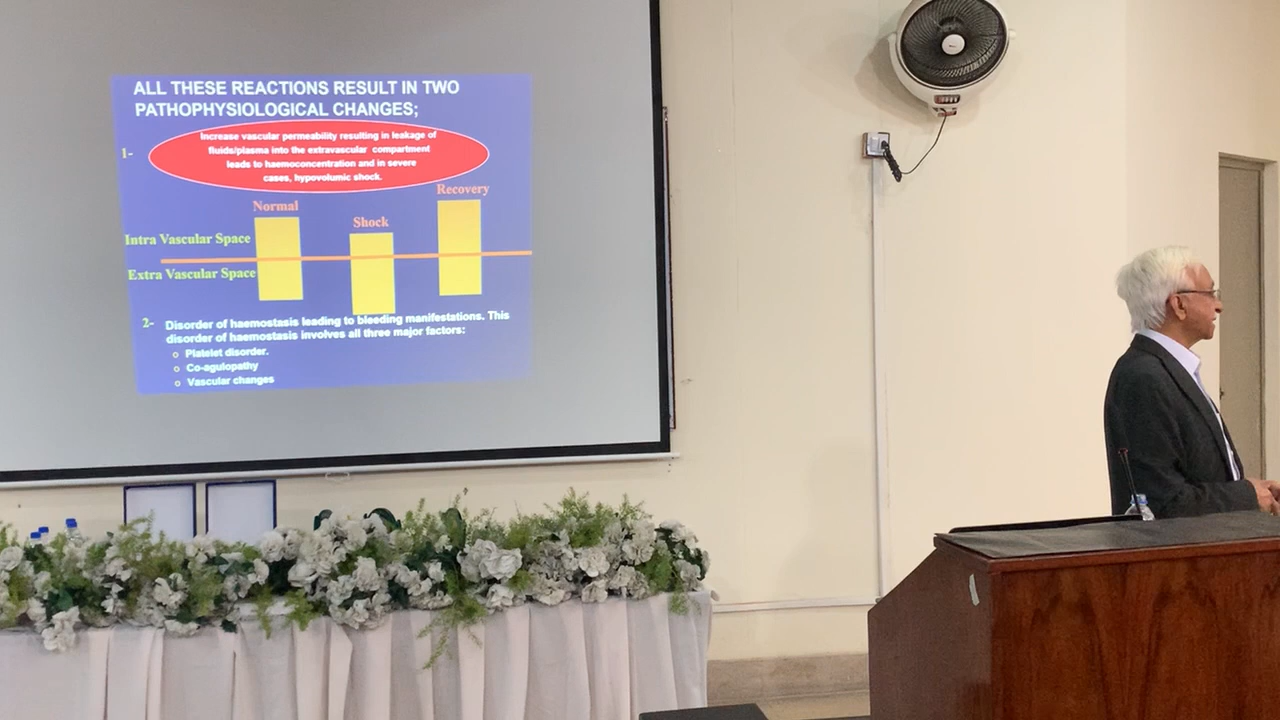 ALL THESE REACTIONS RESULT IN TWO
PATHOPHYSIOLOGICAL CHANGES;
1-
Increase vascular permeability resulting in leakage of
fluids/plasma into the extravascular compartment
leads to haemoconcentration and in severe
cases, hypovolumic shock.
Normal
Shock
Recovery
Intra Vascular Space
Extra Vascular Space
2- Disorder of haemostasis leading to bleeding manifestations. This
disorder of haemostasis involves all three major factors:
o Platelet disorder.
o Co-agulopathy
o Vascular changes